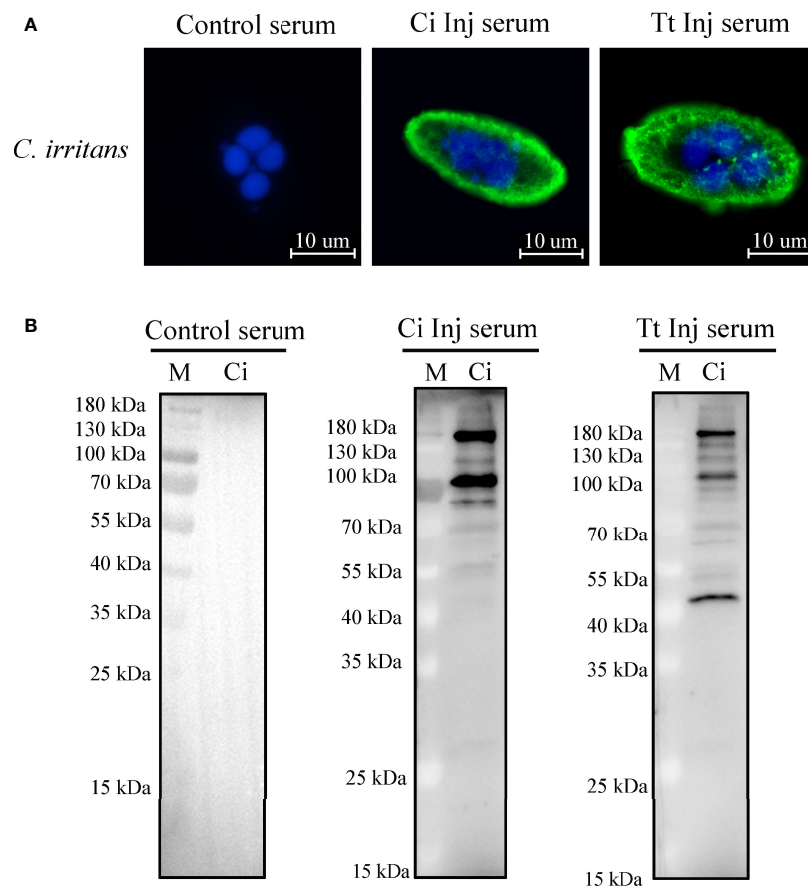 A
Control serum
Ci Inj serum
Tt Inj serum
C. irritans
10 um
10 um
10 um
B
Control serum
Ci Inj serum
Tt Inj serum
M Ci
M Ci
M Ci
180 kDa
130 kDa
100 kDa
70 kDa
55 kDa
40 kDa
35 kDa
25 kDa
15 kDa
180 kDa
130 kDa
100 kDa
70 kDa
55 kDa
40 kDa
35 kDa
25 kDa
15 kDa
180 kDa
130 kDa
100 kDa
70 kDa
55 kDa
40 kDa
35 kDa
25 kDa
15 kDa